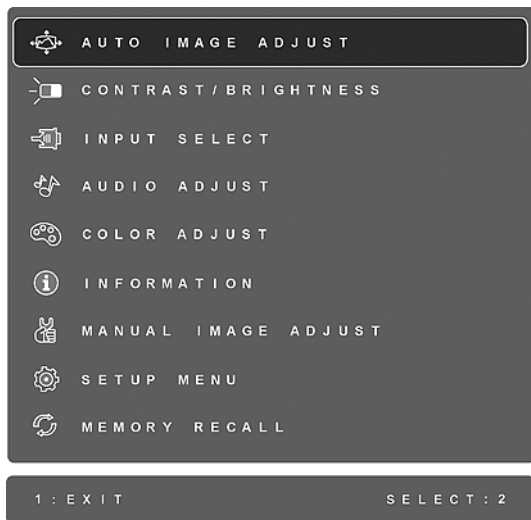 AUTO IMAGE ADJUST
CONTRAST/BRIGHTNESS
INPUT SELECT
AUDIO ADJUST
COLOR ADJUST
INFORMATION
MANUAL IMAGE ADJUST
SETUP MENU
MEMORY RECALL
1:EXIT SELECT:2